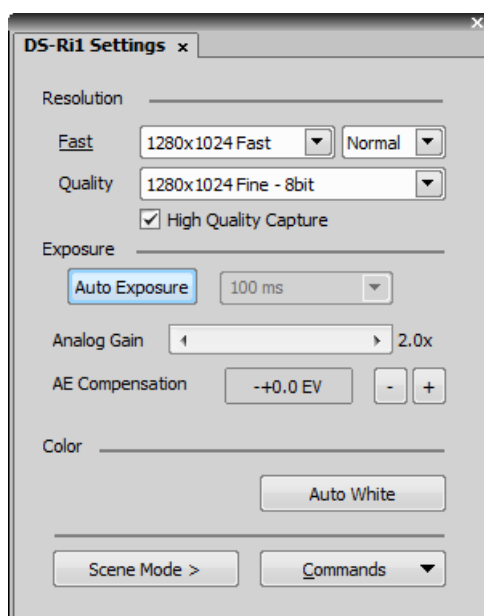 DS-Ri1 Settings x
Resolution
Fast 1280x1024 Fast Normal
Quality 1280x1024 Fine - 8bit
High Quality Capture
Exposure
Auto Exposure 100 ms
Analog Gain 2.0x
AE Compensation -+0.0 EV - +
Color
Auto White
Scene Mode > Commands